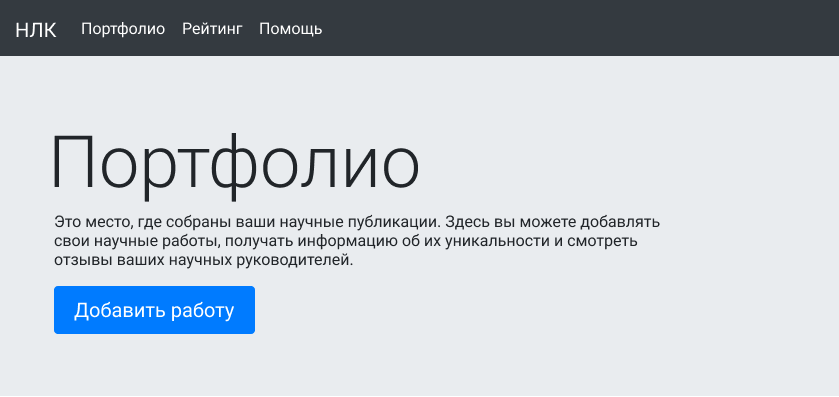 НЛК Портфолио Рейтинг Помощь
Портфолио
Это место, где собраны ваши научные публикации. Здесь вы можете добавлять
свои научные работы, получать информацию об их уникальности и смотреть
отзывы ваших научных руководителей.
Добавить работу